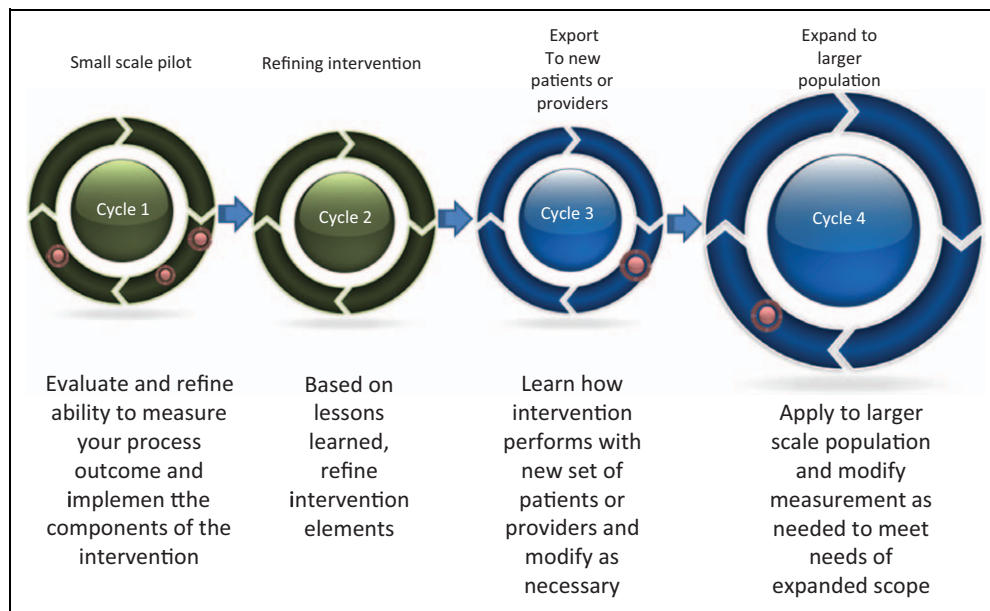 Small scale pilot
Refining intervention
Export
To new
patients or
providers
Expand to
larger
population
Cycle 1
Cycle 2
Cycle 3
Cycle 4
Evaluate and refine
ability to measure
your process
outcome and
implemen tthe
components of the
intervention
Based on
lessons
learned,
refine
intervention
elements
Learn how
intervention
performs with
new set of
patients or
providers and
modify as
necessary
Apply to larger
scale population
and modify
measurement as
needed to meet
needs of
expanded scope